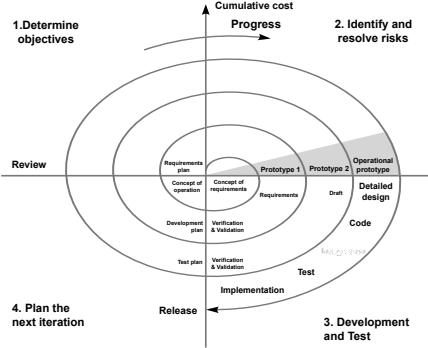 Cumulative cost
1.Determine
objectives
Progress
2. Identify and
resolve risks
Review
Requirements
plan
Concept of
operation
Concept of
requirements
Prototype 1
Prototype 2
Operational
prototype
Requirements
Draft
Detailed
design
Development
plan
Verification
& Validation
Code
Test plan
Verification
& Validation
Test
Implementation
Release
4. Plan the
next iteration
3. Development
and Test